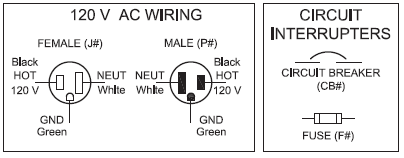 120 V AC WIRING
FEMALE (J#)
MALE (P#)
Black
HOT
120 V
NEUT
White
GND
Green
NEUT
White
Black
HOT
120 V
GND
Green
CIRCUIT
INTERRUPTERS
CIRCUIT BREAKER
(CB#)
FUSE (F#)